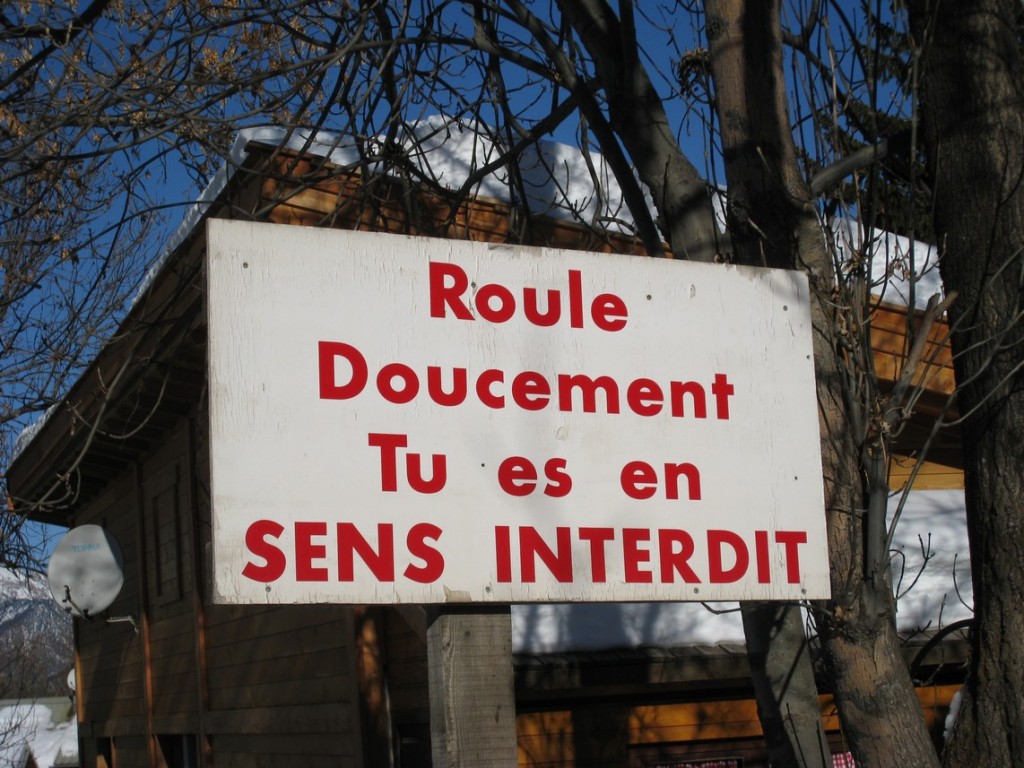 Roule
Doucement
Tu es en
SENS INTERDIT